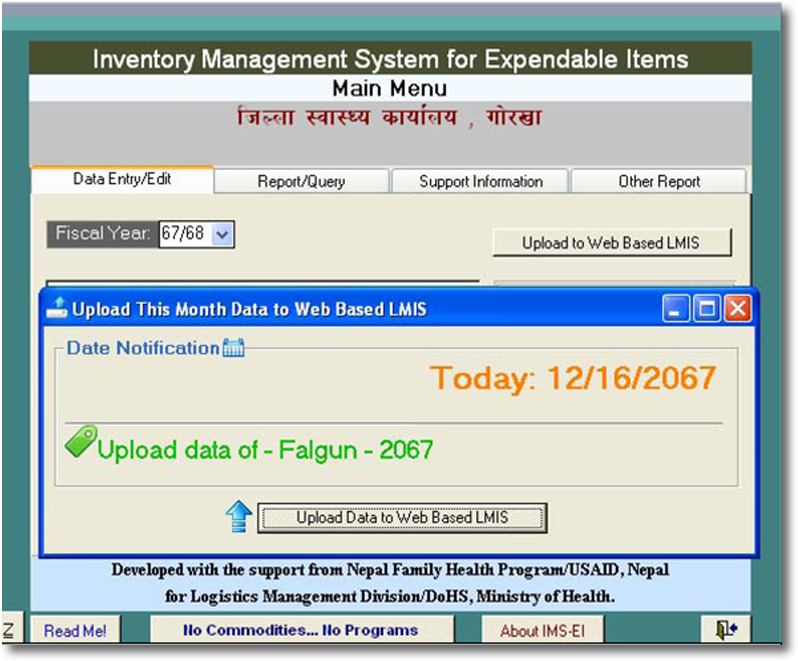 Inventory Management System for Expendable Items
Main Menu
जिल्ला स्वास्थ्य कार्यालय , गोरखा
Data Entry/Edit Report/Query Support Information Other Report
Fiscal Year: 67/68 Upload to Web Based LMIS
Upload This Month Data to Web Based LMIS
Date Notification
Today: 12/16/2067
Upload data of - Falgun - 2067
Upload Data to Web Based LMIS
Developed with the support from Nepal Family Health Program/USAID, Nepal
for Logistics Management Division/DoHS, Ministry of Health.
Z Read Me! No Commodities... No Programs About IMS-EI